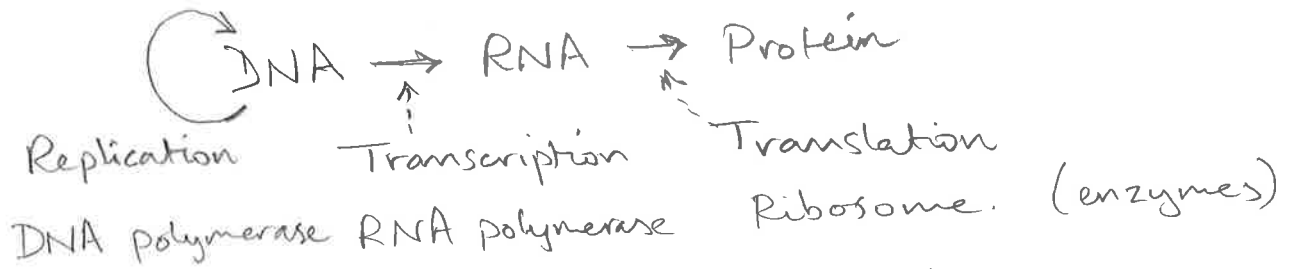 DNA → RNA → Protein
Replication Transcription Translation
DNA polymerase RNA polymerase Ribosome. (enzymes)